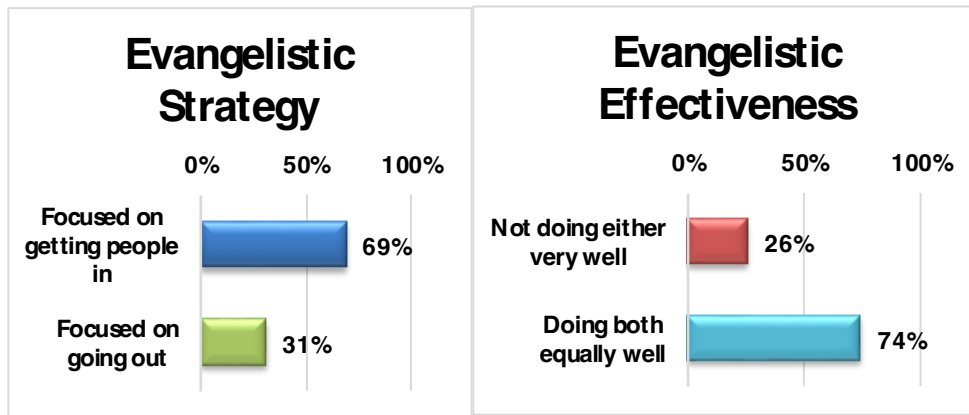 Evangelistic
Strategy
0% 50% 100%
Focused on
getting people
in
69%
Focused on
going out
31%
Evangelistic
Effectiveness
0% 50% 100%
Not doing either
very well
26%
Doing both
equally well
74%